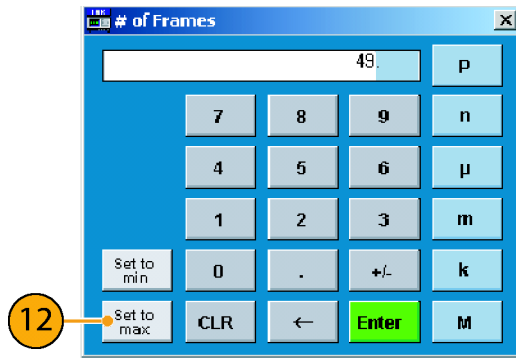 TEK
# of Frames x
49.
p
7 8 9 n
4 5 6 µ
1 2 3 m
Set to min 0 . +/- k
12 Set to max CLR ← Enter M